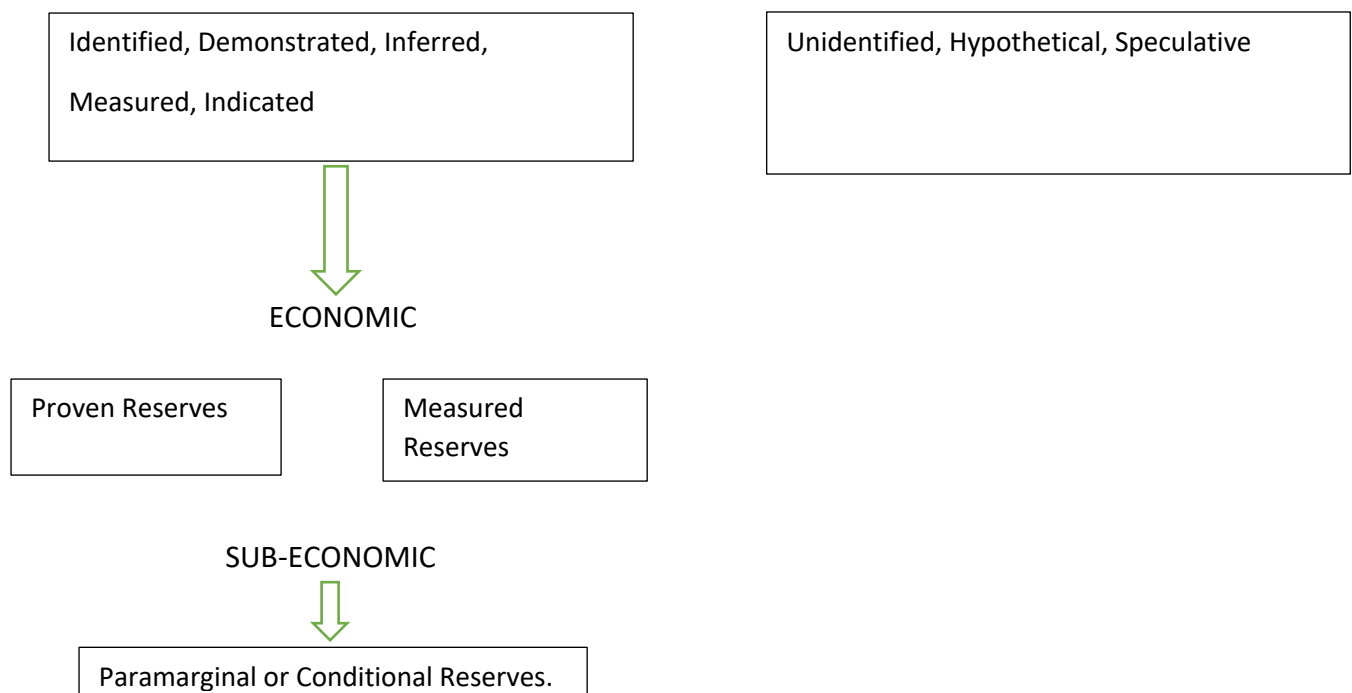 Identified, Demonstrated, Inferred,
Measured, Indicated
Unidentified, Hypothetical, Speculative
ECONOMIC
Proven Reserves
Measured
Reserves
SUB-ECONOMIC
Paramarginal or Conditional Reserves.